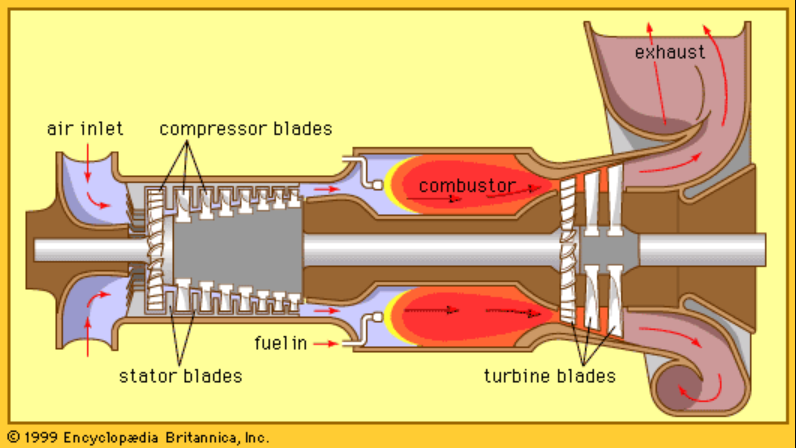 exhaust
air inlet
compressor blades
combustor
fuel in
stator blades
turbine blades
© 1999 Encyclopædia Britannica, Inc.